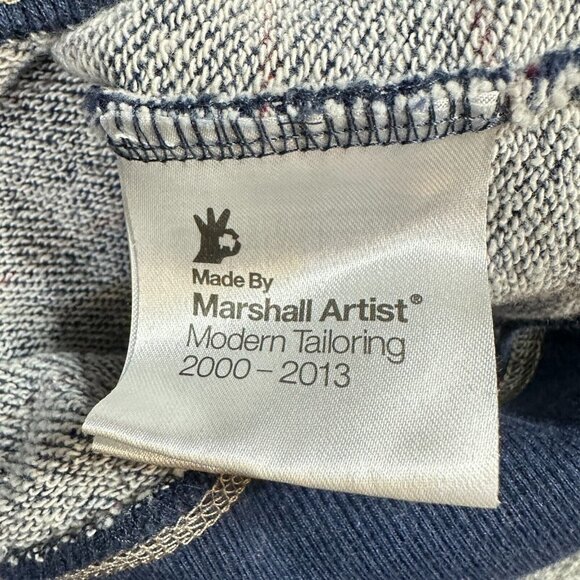 Made By
Marshall Artist®
Modern Tailoring
2000 – 2013